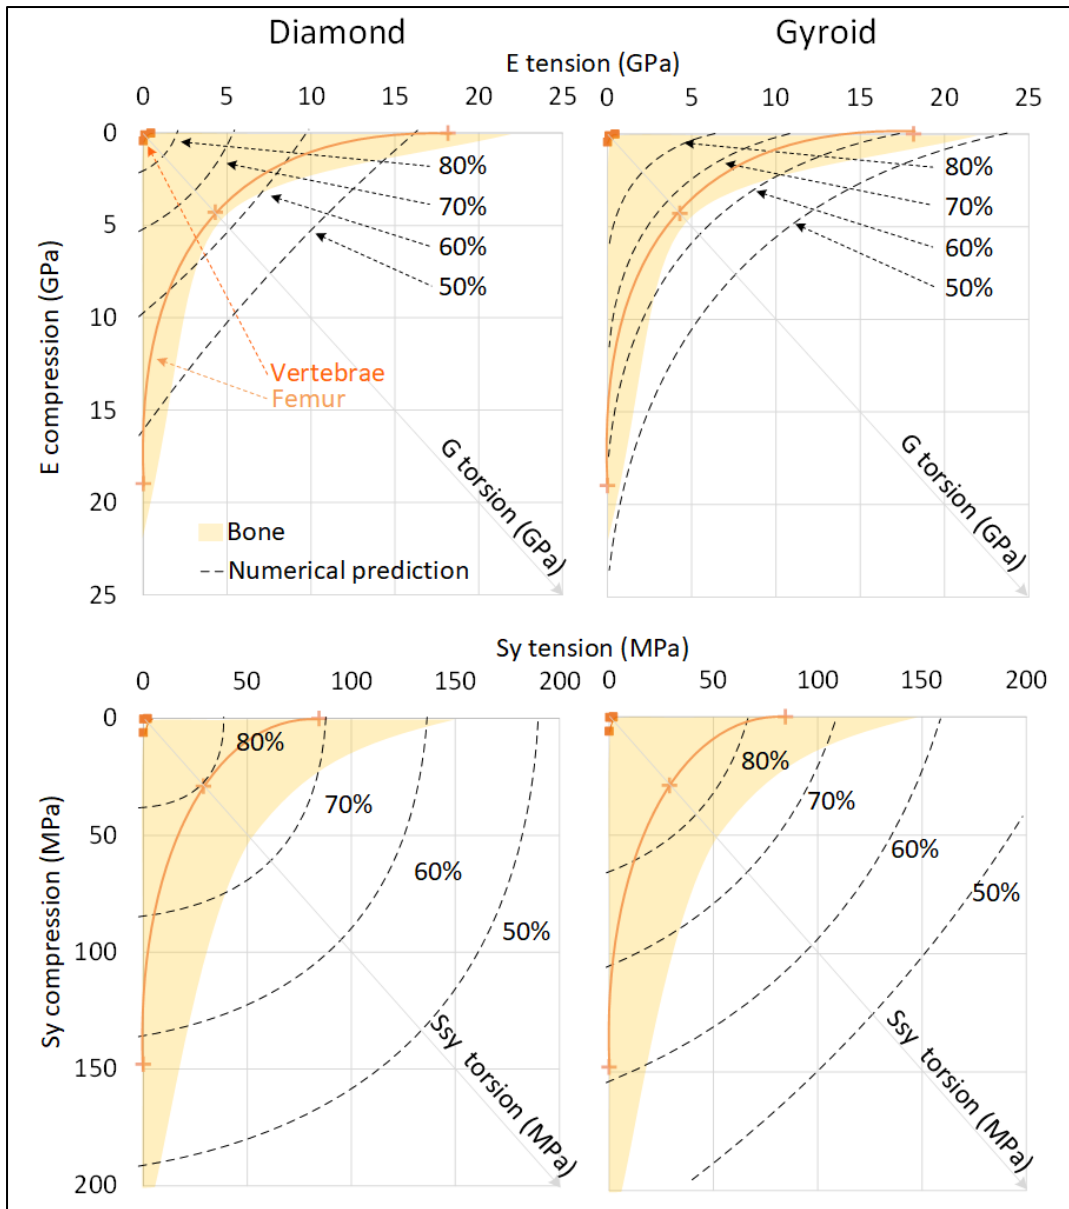 Diamond
Gyroid
E tension (GPa)
0 5 10 15 20 25
0 5 10 15 20 25
E compression (GPa)
0
5
10
15
20
25
80%
70%
60%
50%
Vertebrae
Femur
G torsion (GPa)
Bone
Numerical prediction
80%
70%
60%
50%
G torsion (GPa)
Sy tension (MPa)
0 50 100 150 200
0 50 100 150 200
Sy compression (MPa)
0
50
100
150
200
80%
70%
60%
50%
Ssy torsion (MPa)
80%
70%
60%
50%
Ssy torsion (MPa)